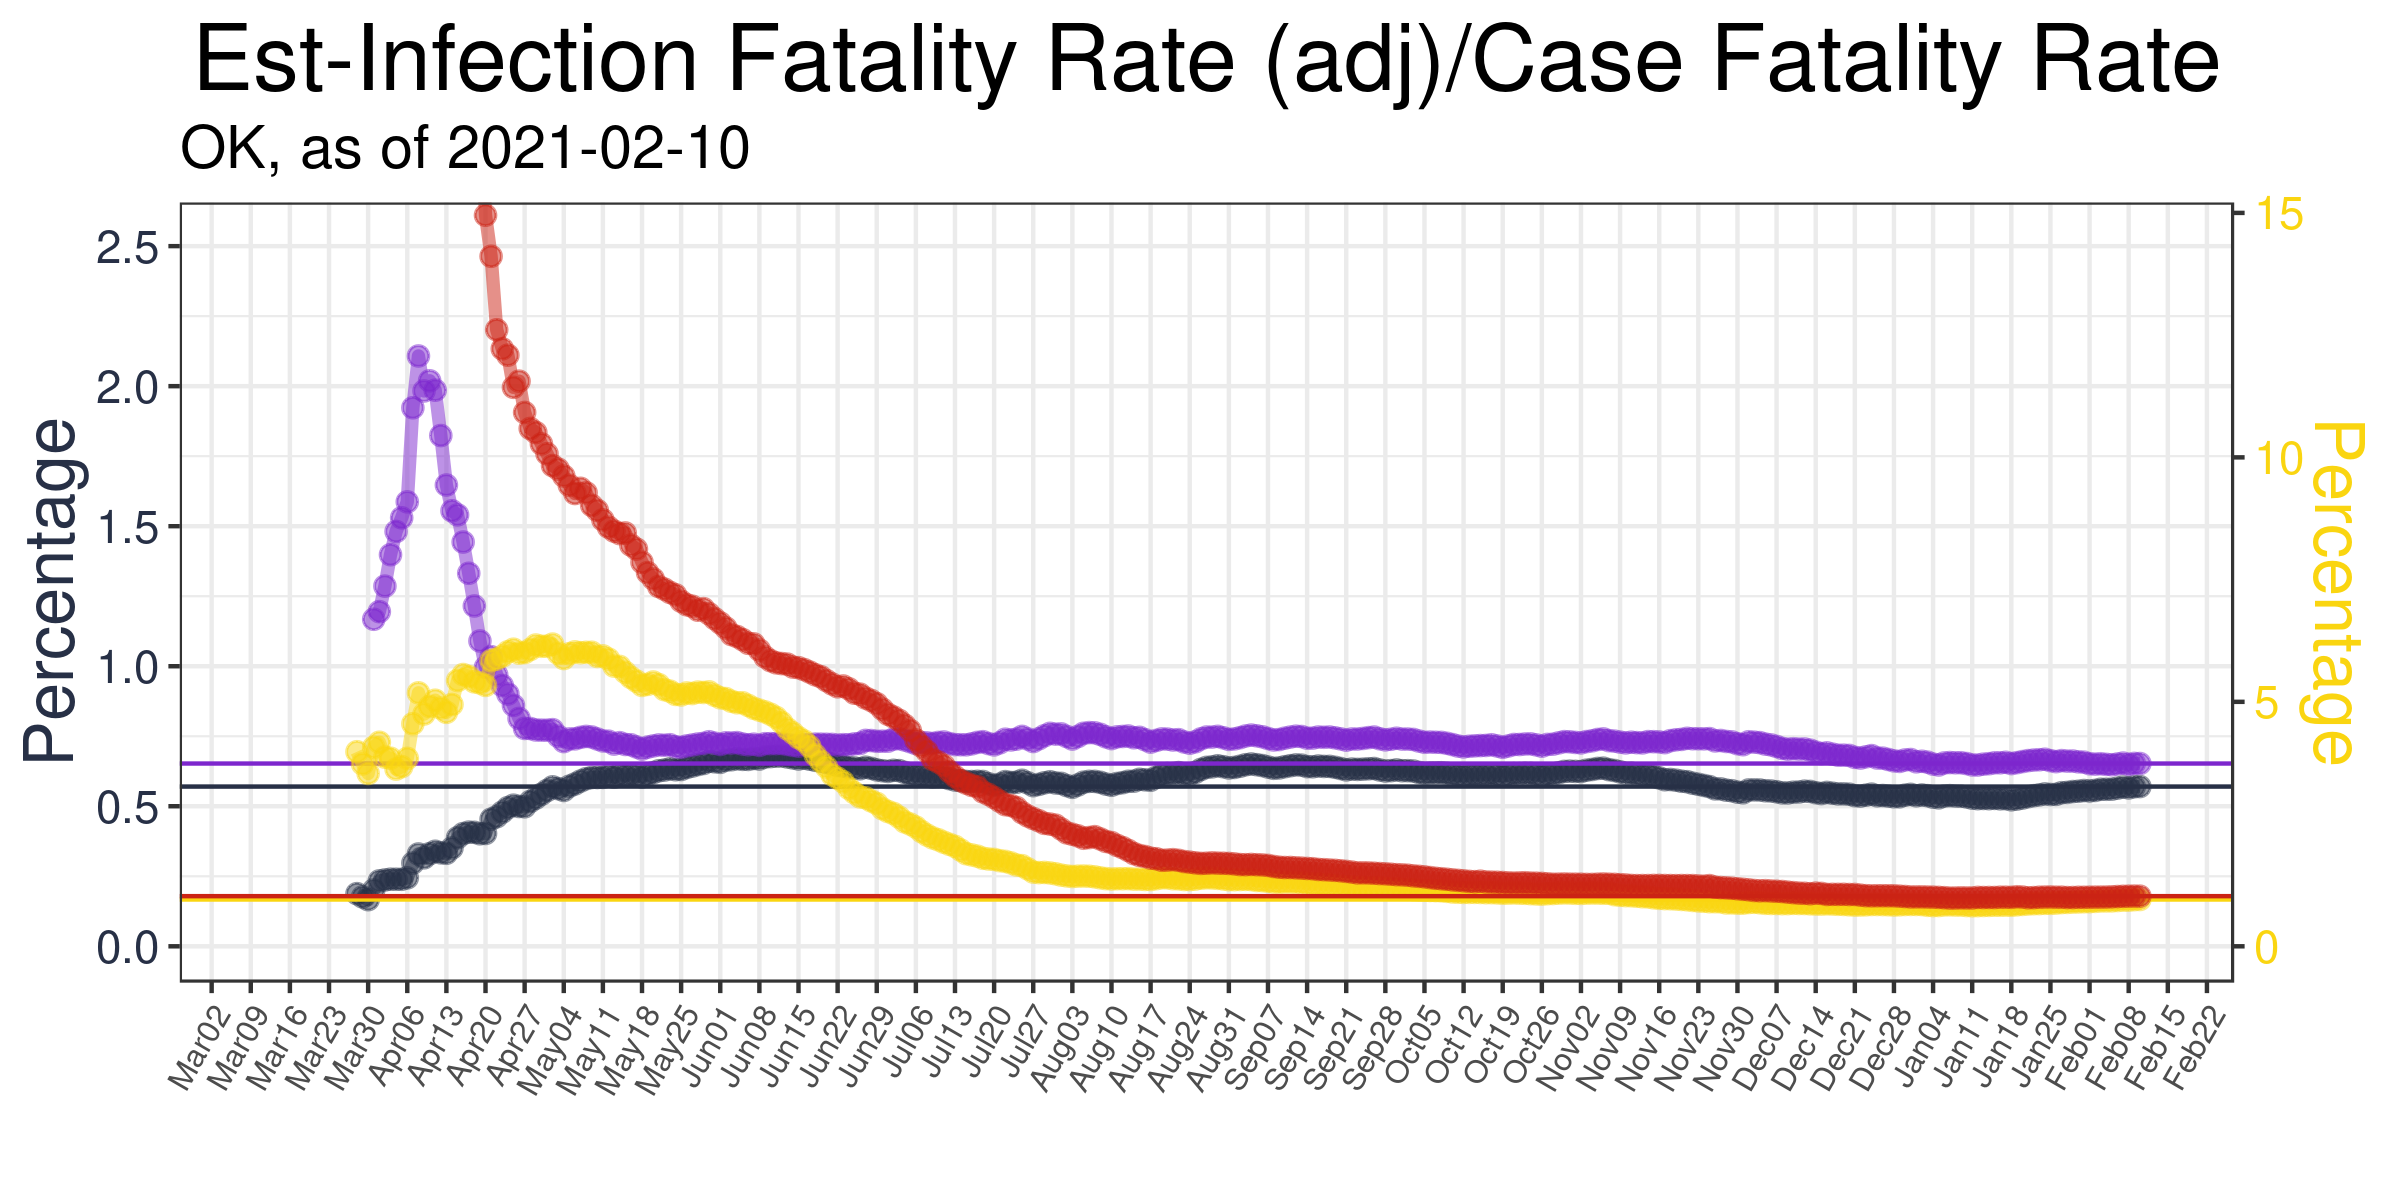 Est-Infection Fatality Rate (adj)/Case Fatality Rate
OK, as of 2021-02-10
Percentage
2.5
2.0
1.5
1.0
0.5
0.0
15
10
5
0
Percentage
Mar02 Mar09 Mar16 Mar23 Mar30 Apr06 Apr13 Apr20 Apr27 May04 May11 May18 May25 Jun01 Jun08 Jun15 Jun22 Jun29 Jul06 Jul13 Jul20 Jul27 Aug03 Aug10 Aug17 Aug24 Aug31 Sep07 Sep14 Sep21 Sep28 Oct05 Oct12 Oct19 Oct26 Nov02 Nov09 Nov16 Nov23 Nov30 Dec07 Dec14 Dec21 Dec28 Jan04 Jan11 Jan18 Jan25 Feb01 Feb08 Feb15 Feb22